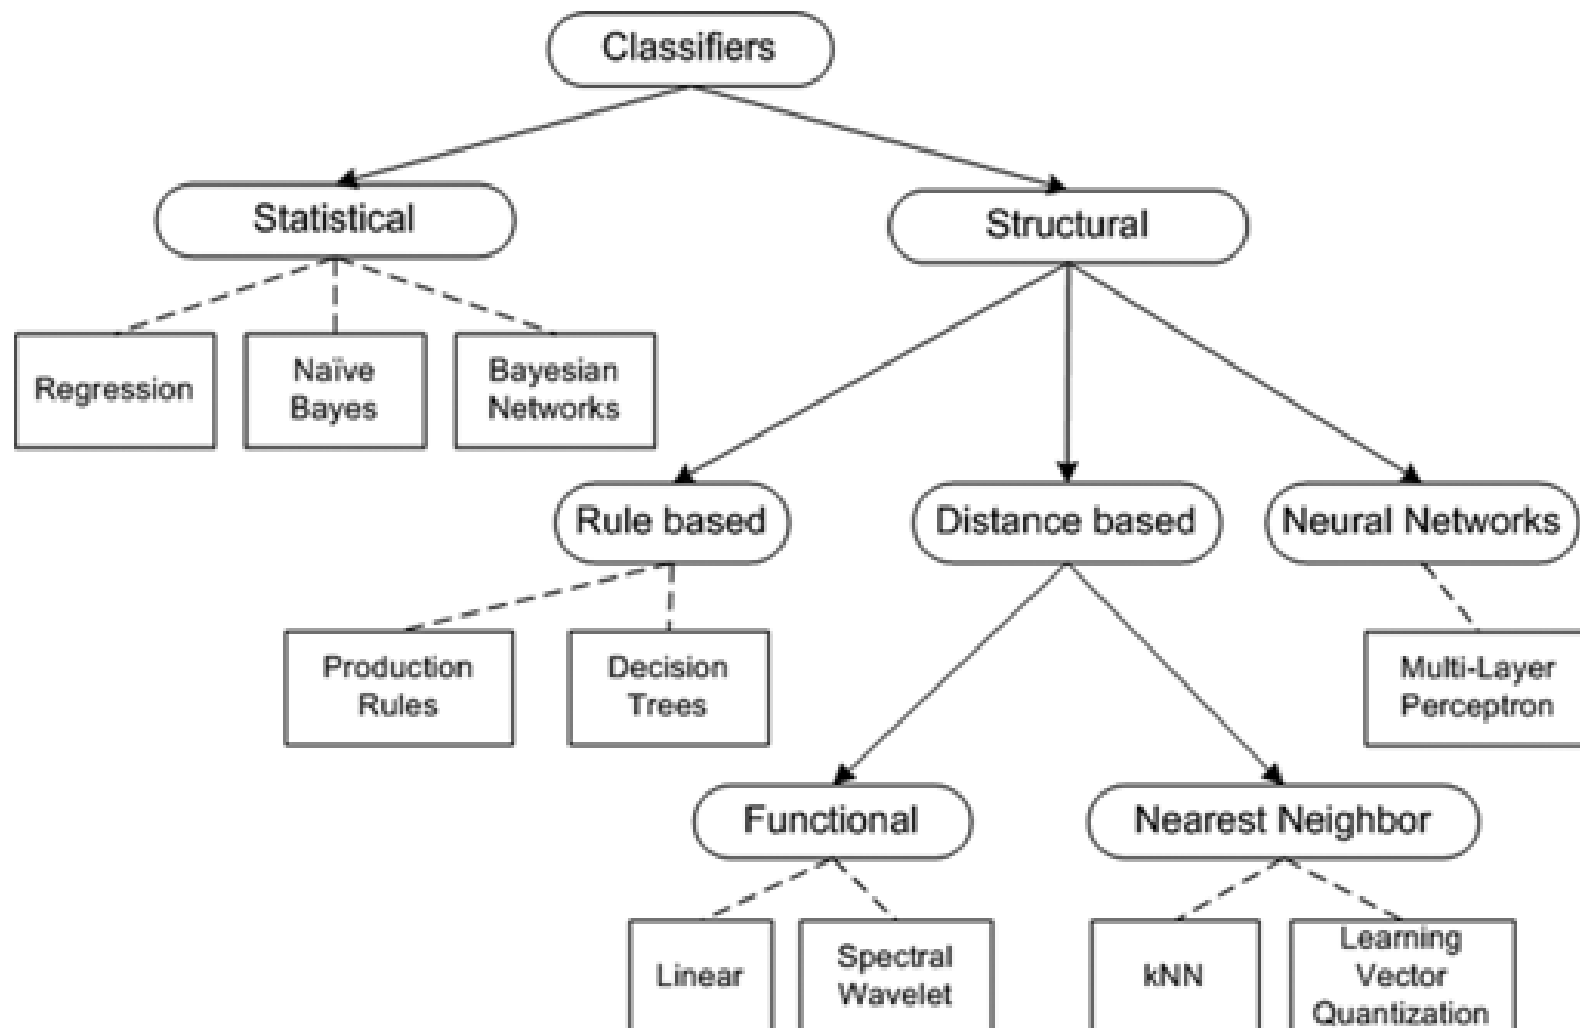 Classifiers
Statistical
Structural
Regression
Naïve
Bayes
Bayesian
Networks
Rule based
Distance based
Neural Networks
Production
Rules
Decision
Trees
Multi-Layer
Perceptron
Functional
Nearest Neighbor
Linear
Spectral
Wavelet
kNN
Learning
Vector
Quantization